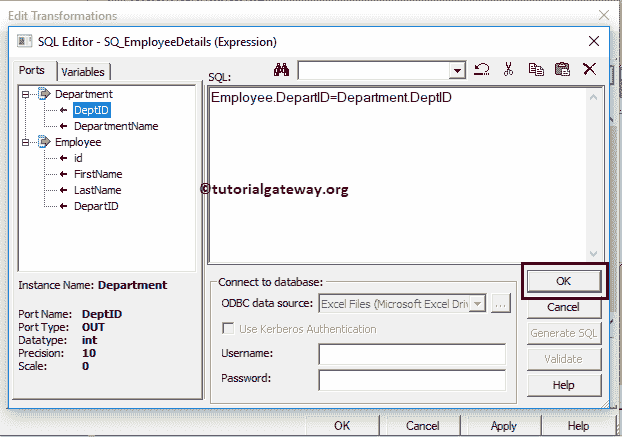 Edit Transformations
SQL Editor - SQ_EmployeeDetails (Expression)
Ports
Variables
SQL:
Department
DeptID
DepartmentName
Employee
id
FirstName
LastName
DepartID
Employee.DepartID=Department.DeptID
©tutorialgateway.org
Instance Name: Department
Port Name: DeptID
Port Type: OUT
Datatype: int
Precision: 10
Scale: 0
Connect to database:
ODBC data source: Excel Files (Microsoft Excel Driv ...
Use Kerberos Authentication
Username:
Password:
OK
Cancel
Generate SQL
Validate
Help
OK Cancel Apply Help